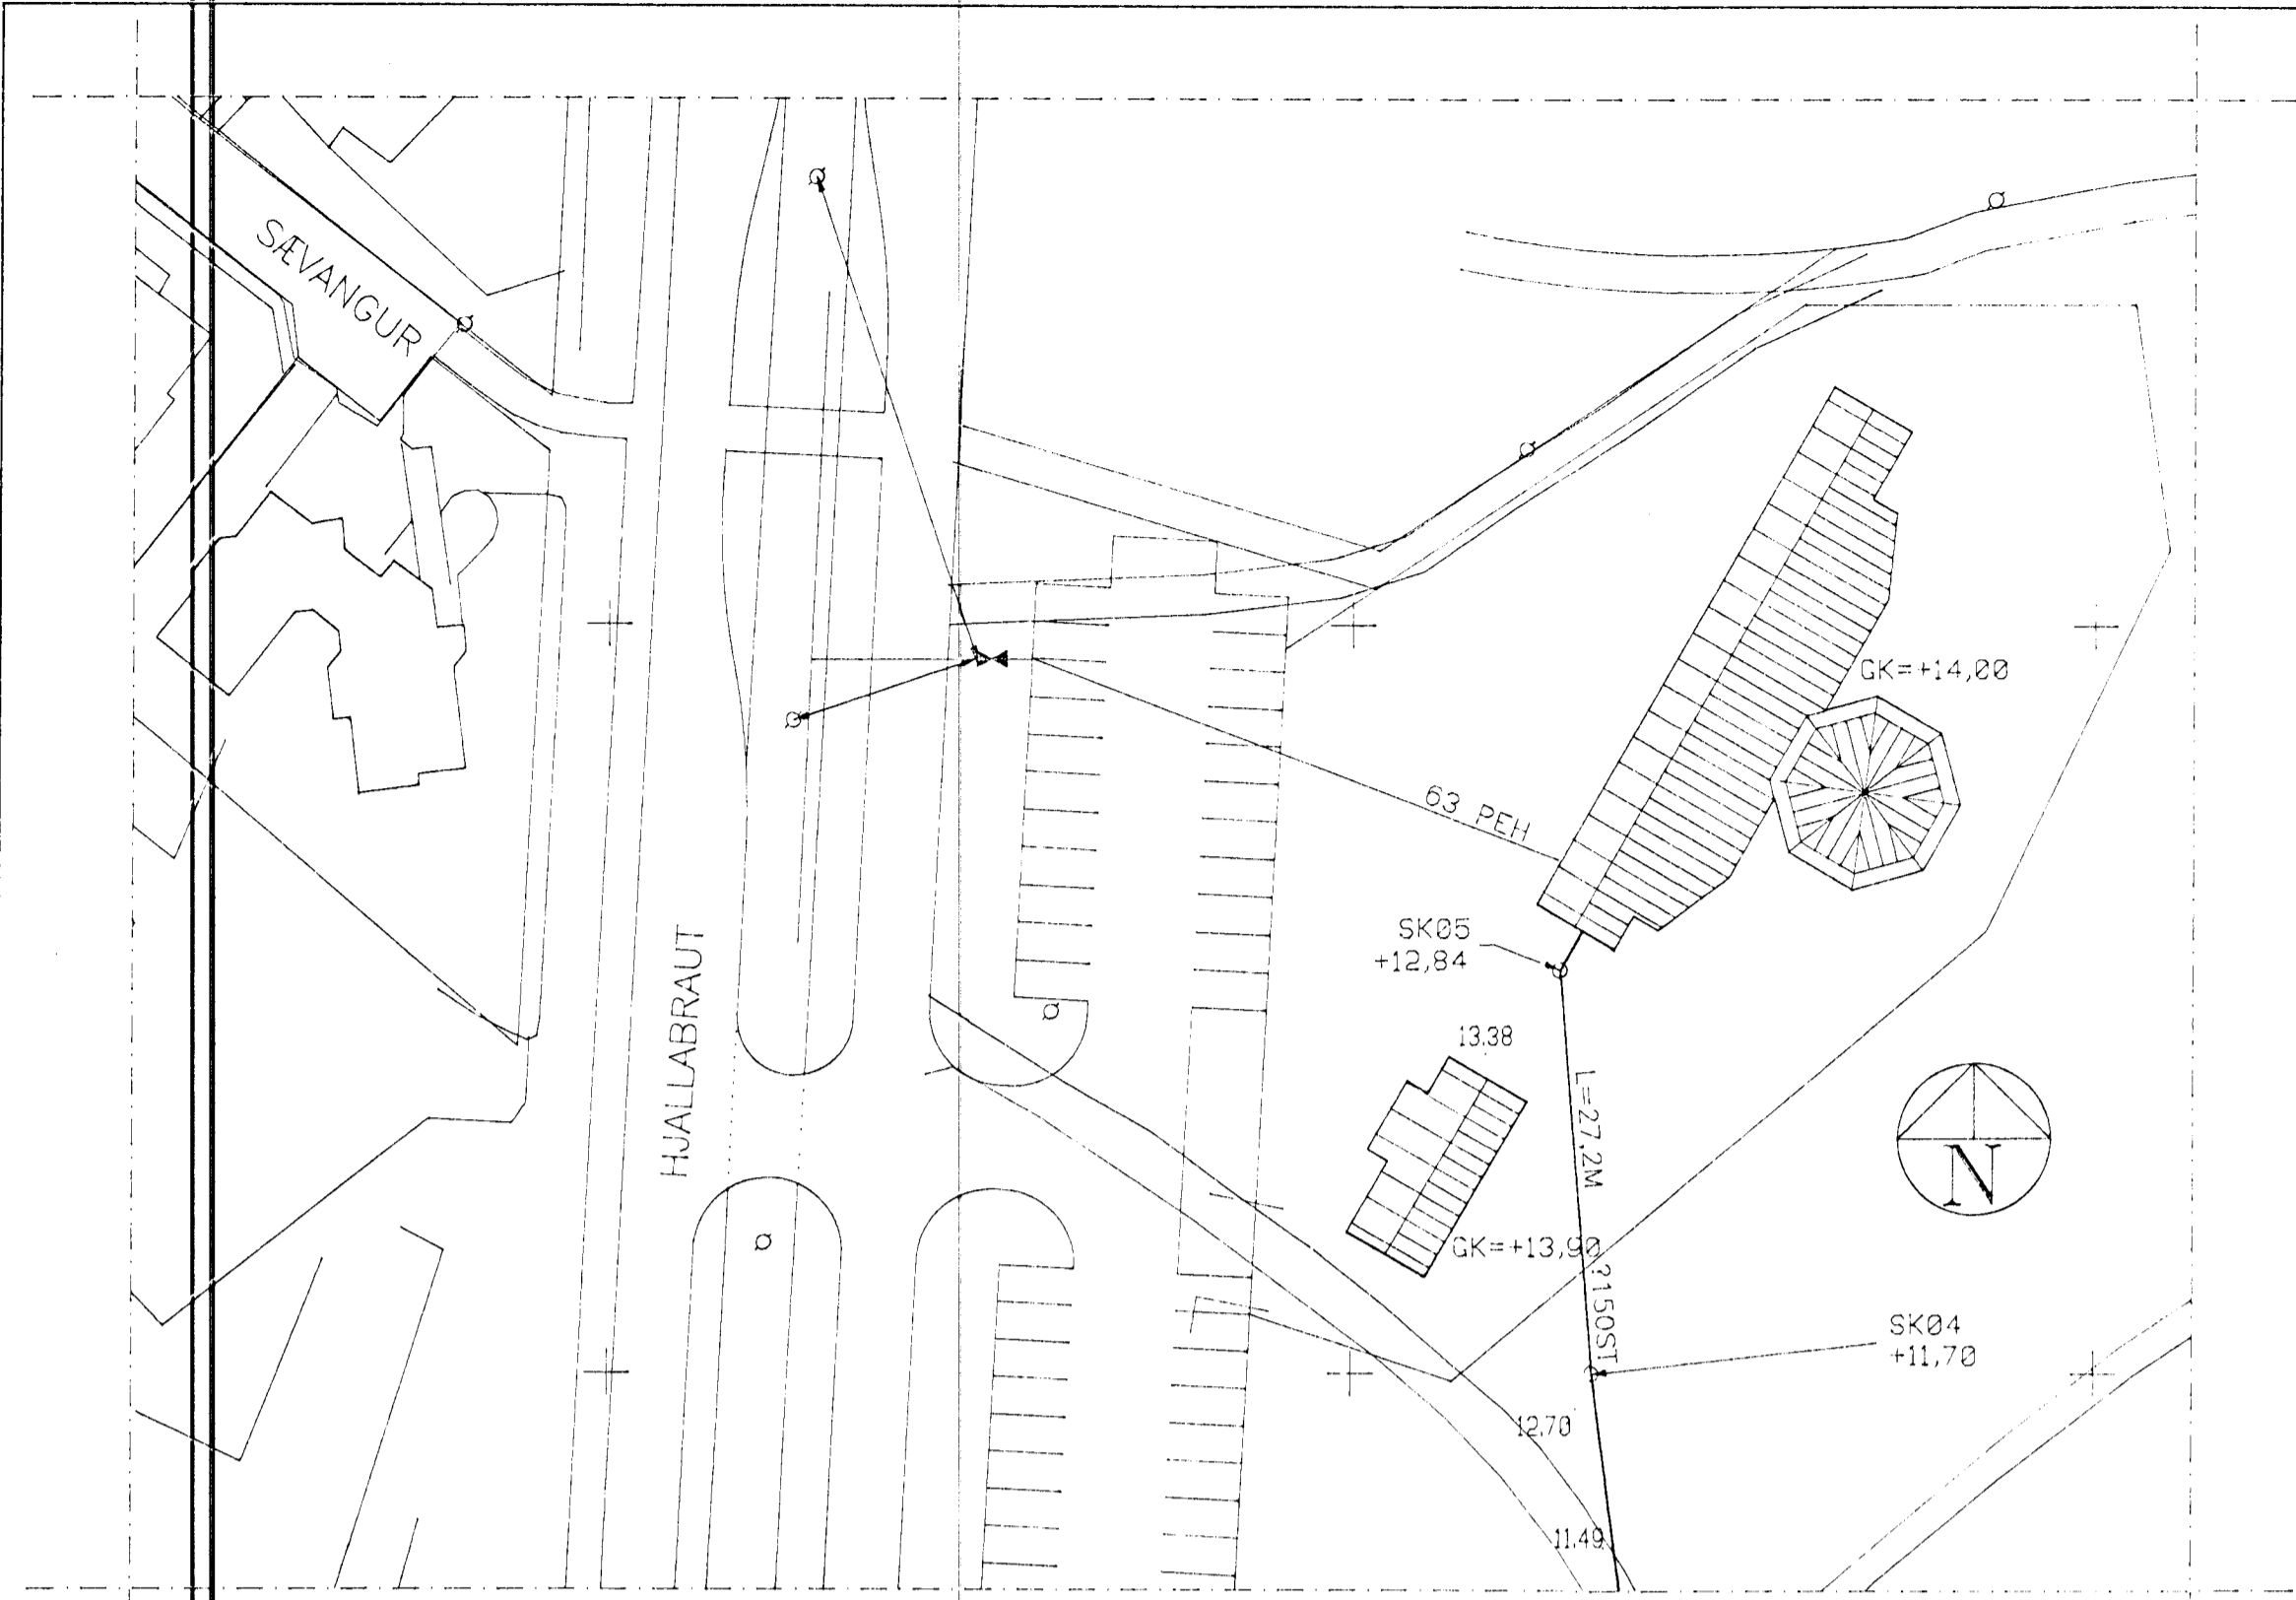 SÆVANGUR
GK=+14,00
63 PEH
SK05
+12,84
HJALLABRAUT
13.38
L=27,2M
N
GK=+13,90
?150ST
SK04
+11,70
12.70
11.49